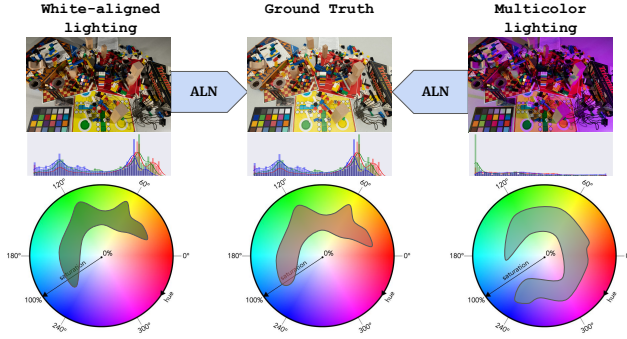 White-aligned
lighting
Ground Truth
Multicolor
lighting
ALN
ALN
120°
60°
180°
0%
0°
saturation
100%
hue
240°
300°
120°
60°
180°
0%
0°
saturation
100%
hue
240°
300°
120°
60°
180°
0%
0
saturation
100%
hue
240°
300°